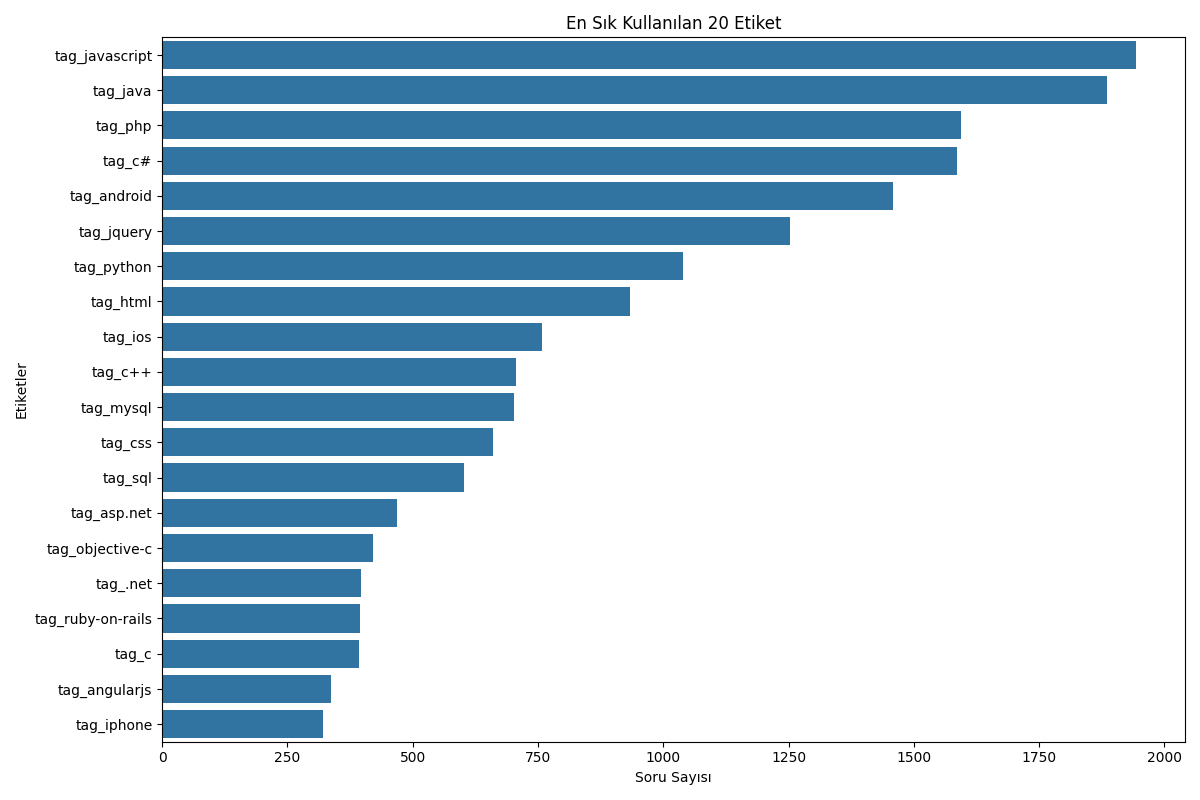 En Sık Kullanılan 20 Etiket
tag_javascript
tag_java
tag_php
tag_c#
tag_android
tag_jquery
tag_python
tag_html
tag_ios
tag_c++
tag_mysql
tag_css
tag_sql
tag_asp.net
tag_objective-c
tag_.net
tag_ruby-on-rails
tag_c
tag_angularjs
tag_iphone
Etiketler
0 250 500 750 1000 1250 1500 1750 2000
Soru Sayısı